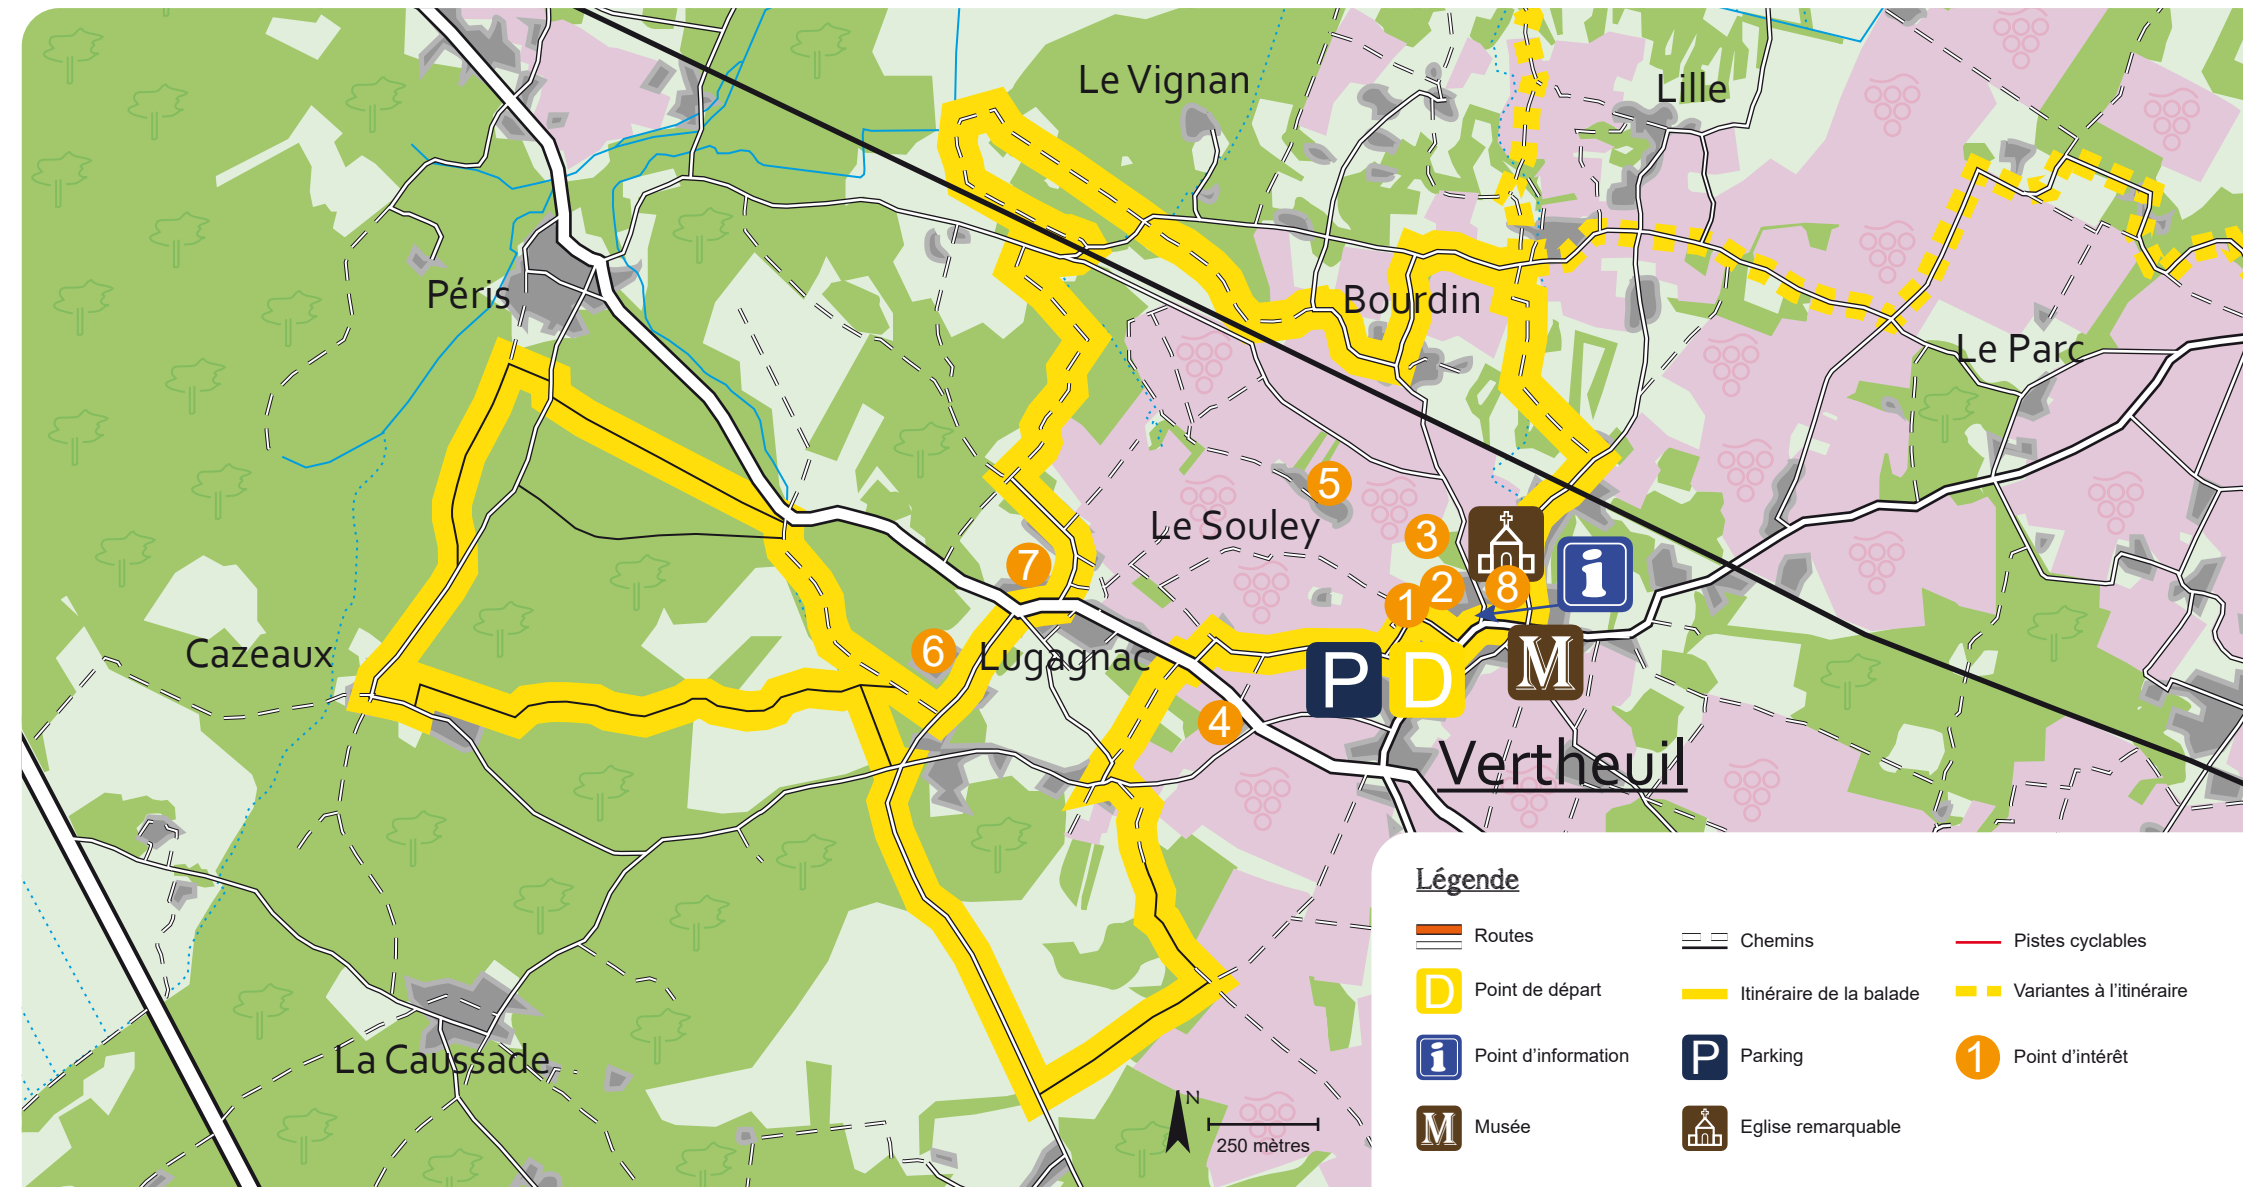 Le Vignan
Lille
Péris
Bourdin
Le Parc
5
Le Souley
3
7
2
8
1
i
Cazeaux
6
Lugagnac
P
D
M
4
Vertheuil
La Caussade
N
250 mètres
Légende
Routes
Chemins
Pistes cyclables
D
Point de départ
Itinéraire de la balade
Variantes à l’itinéraire
i
Point d’information
P
Parking
1
Point d’intérêt
M
Musée
Eglise remarquable